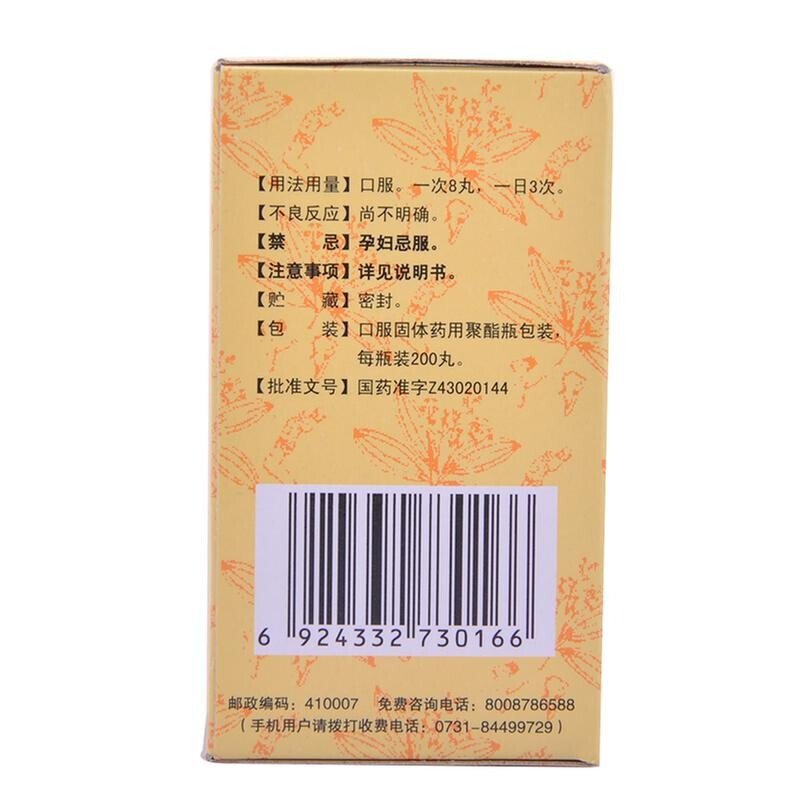 【用法用量】口服。一次8丸，一日3次。
【不良反应】尚不明确。
【禁　　忌】孕妇忌服。
【注意事项】详见说明书。
【贮　　藏】密封。
【包　　装】口服固体药用聚酯瓶包装，
每瓶装200丸。
【批准文号】国药准字Z43020144
6 924332 730166
邮政编码：410007　免费咨询电话：8008786588
（手机用户请拨打收费电话：0731-84499729）